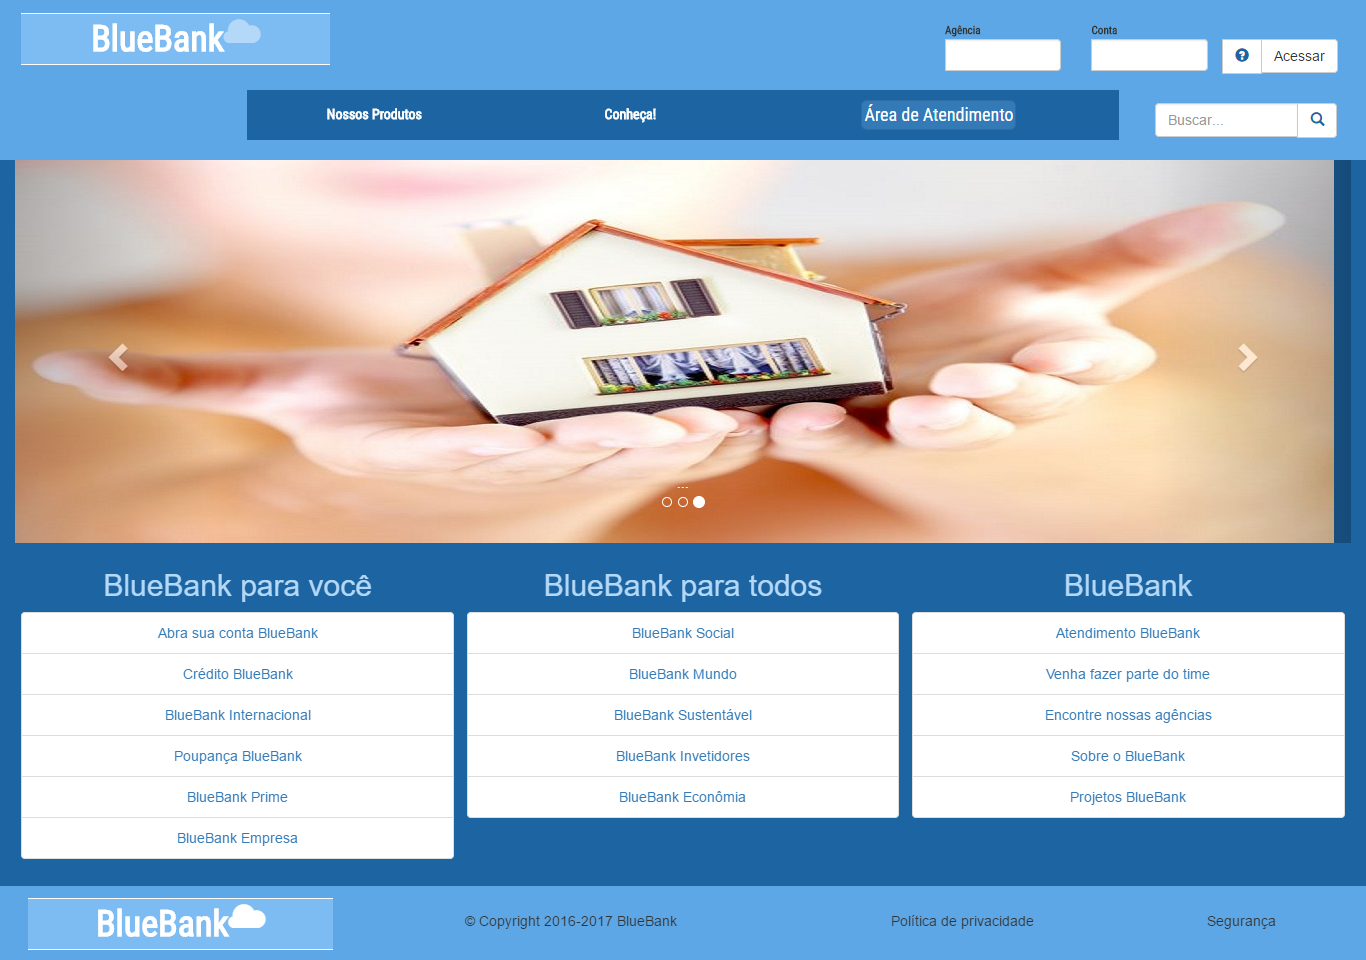 BlueBank
Agência
Conta
Acessar
Nossos Produtos
Conheça!
Área de Atendimento
Buscar...
...
BlueBank para você
Abra sua conta BlueBank
Crédito BlueBank
BlueBank Internacional
Poupança BlueBank
BlueBank Prime
BlueBank Empresa
BlueBank para todos
BlueBank Social
BlueBank Mundo
BlueBank Sustentável
BlueBank Invetidores
BlueBank Econômia
BlueBank
Atendimento BlueBank
Venha fazer parte do time
Encontre nossas agências
Sobre o BlueBank
Projetos BlueBank
BlueBank
© Copyright 2016-2017 BlueBank
Política de privacidade
Segurança